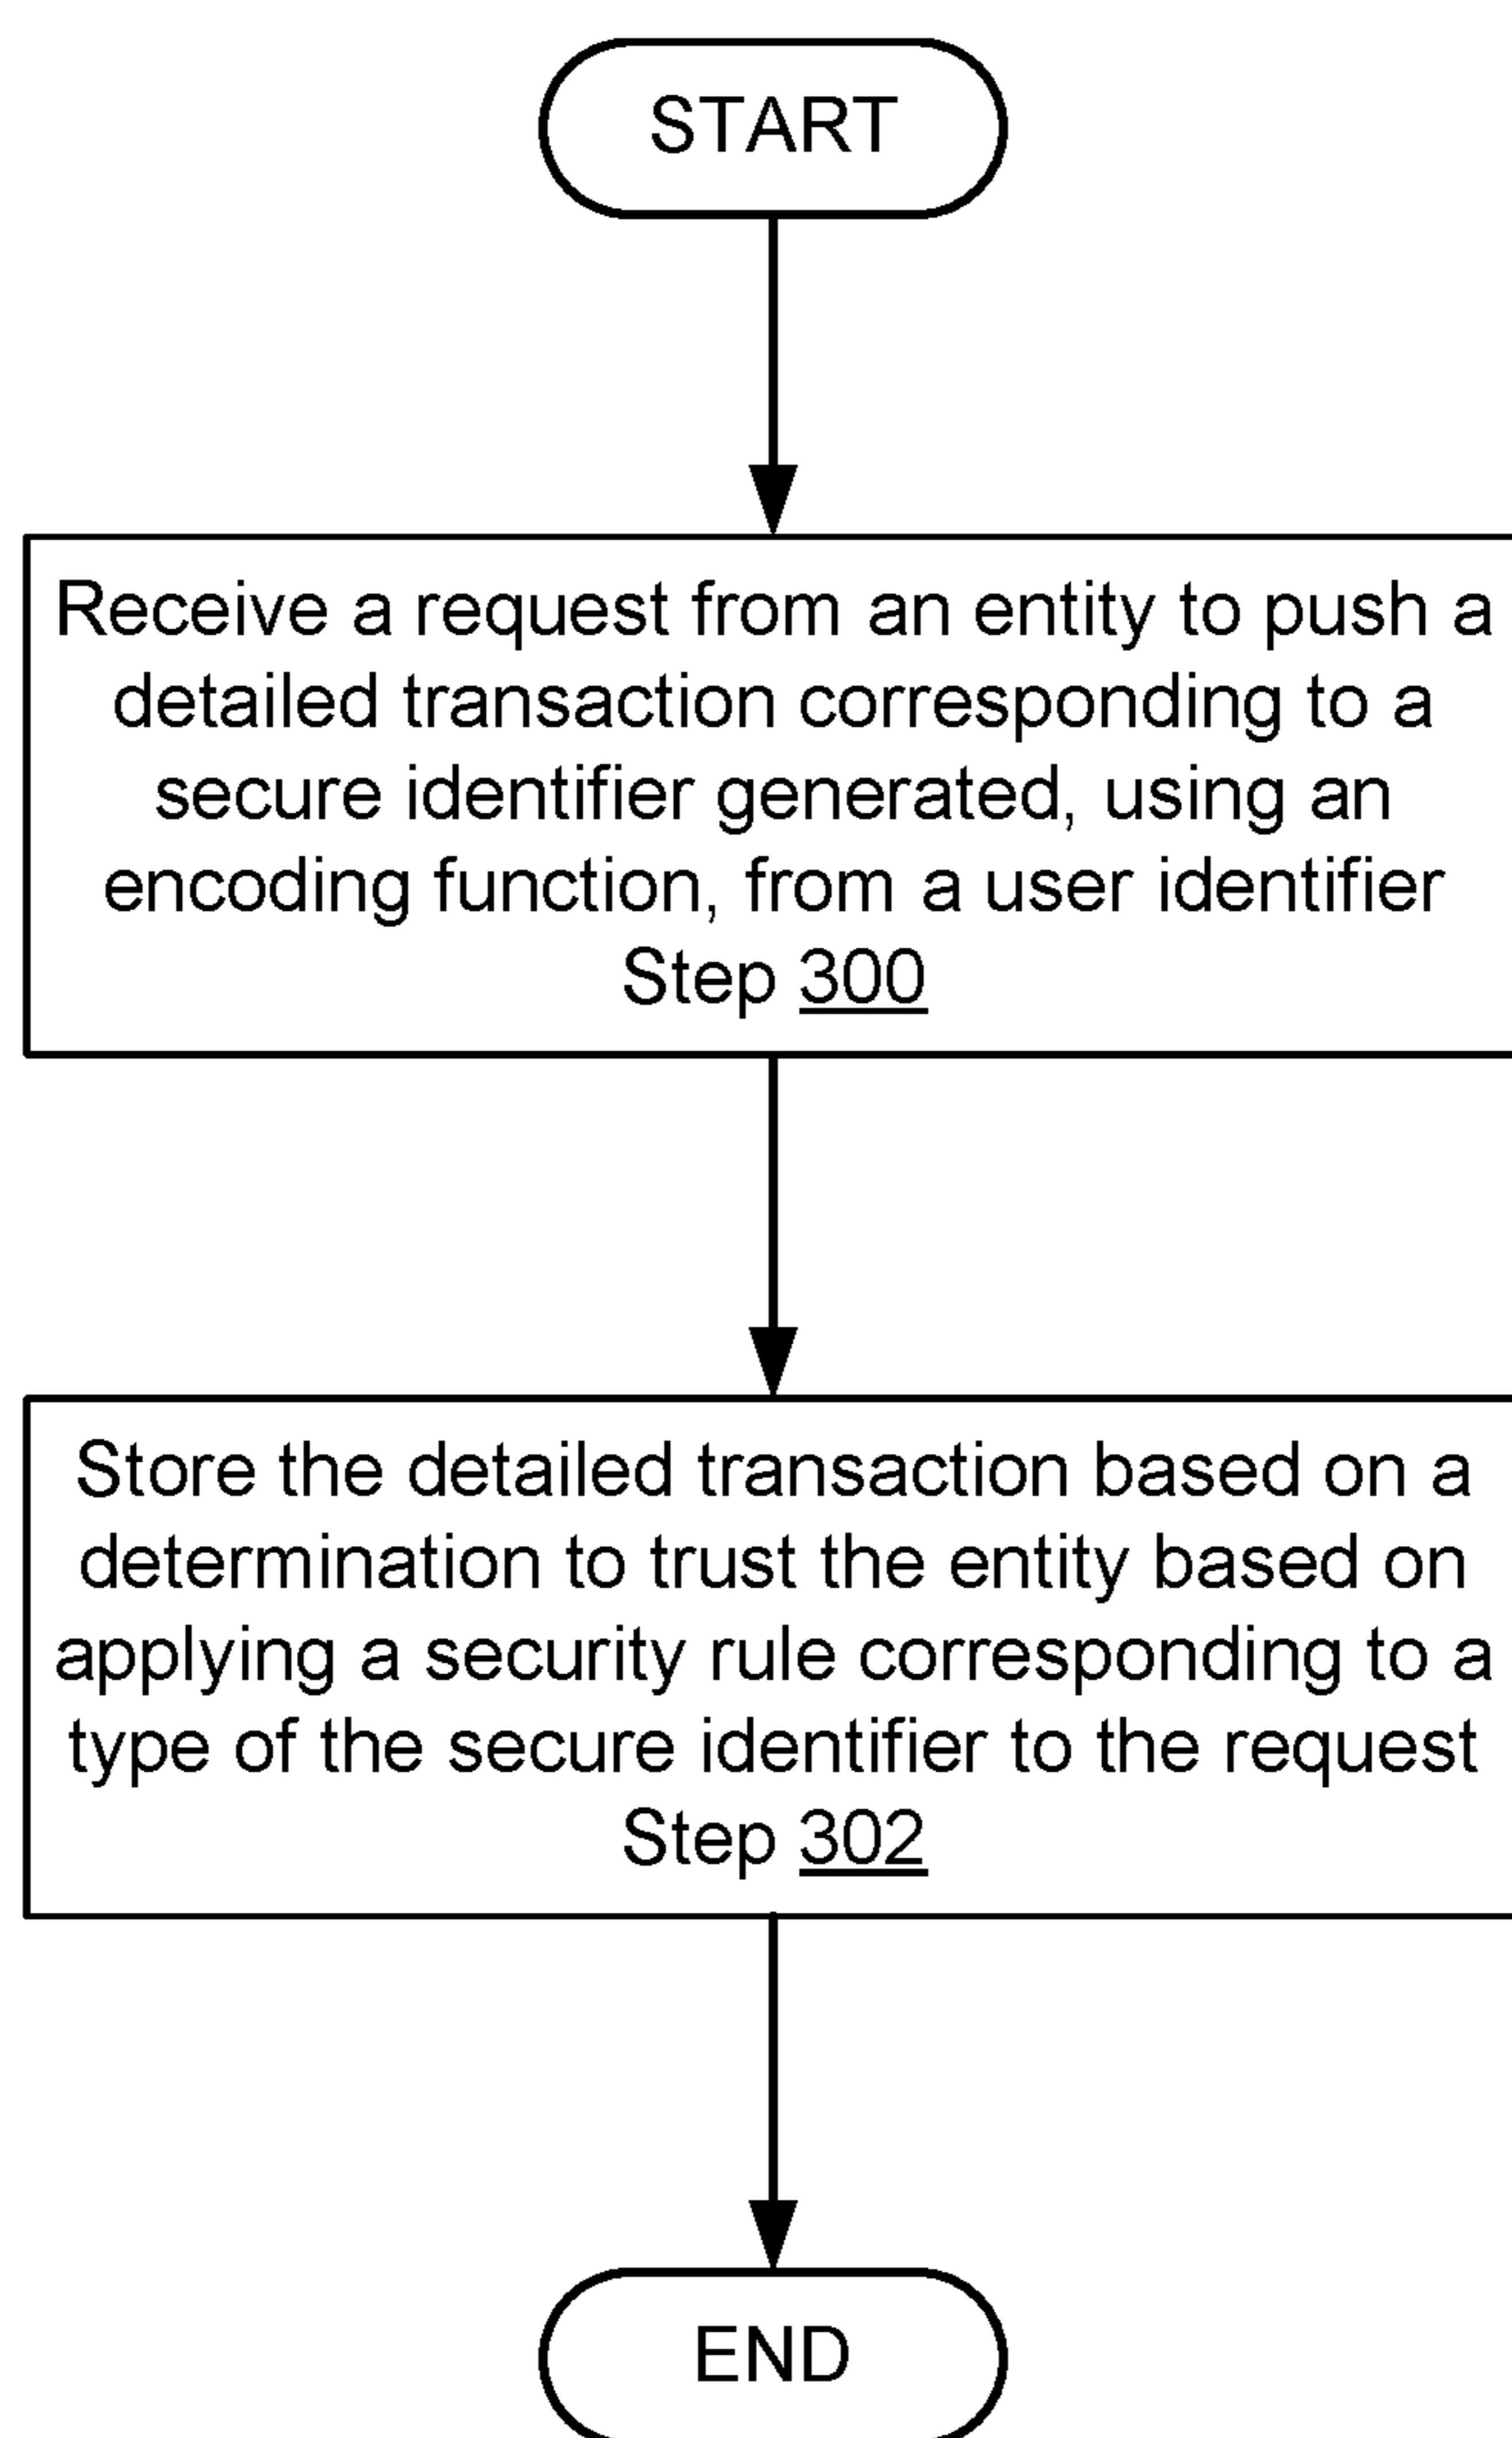 START
Receive a request from an entity to push a
detailed transaction corresponding to a
secure identifier generated, using an
encoding function, from a user identifier
Step 300
Store the detailed transaction based on a
determination to trust the entity based on
applying a security rule corresponding to a
type of the secure identifier to the request
Step 302
END